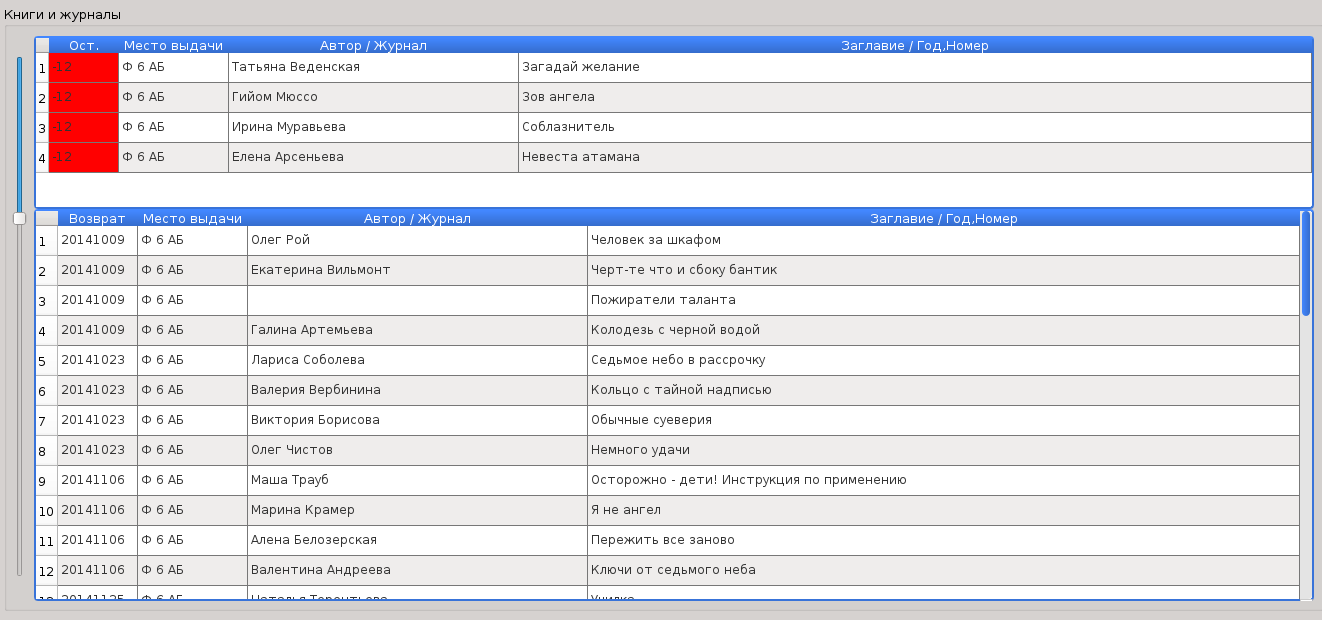 Книги и журналы
Ост. Место выдачи Автор / Журнал Заглавие / Год,Номер
1 -12 Ф 6 АБ Татьяна Веденская Загадай желание
2 -12 Ф 6 АБ Гийом Мюссо Зов ангела
3 -12 Ф 6 АБ Ирина Муравьева Соблазнитель
4 -12 Ф 6 АБ Елена Арсеньева Невеста атамана
Возврат Место выдачи Автор / Журнал Заглавие / Год,Номер
1 20141009 Ф 6 АБ Олег Рой Человек за шкафом
2 20141009 Ф 6 АБ Екатерина Вильмонт Черт-те что и сбоку бантик
3 20141009 Ф 6 АБ Пожиратели таланта
4 20141009 Ф 6 АБ Галина Артемьева Колодезь с черной водой
5 20141023 Ф 6 АБ Лариса Соболева Седьмое небо в рассрочку
6 20141023 Ф 6 АБ Валерия Вербинина Кольцо с тайной надписью
7 20141023 Ф 6 АБ Виктория Борисова Обычные суеверия
8 20141023 Ф 6 АБ Олег Чистов Немного удачи
9 20141106 Ф 6 АБ Маша Трауб Осторожно - дети! Инструкция по применению
10 20141106 Ф 6 АБ Марина Крамер Я не ангел
11 20141106 Ф 6 АБ Алена Белозерская Пережить все заново
12 20141106 Ф 6 АБ Валентина Андреева Ключи от седьмого неба